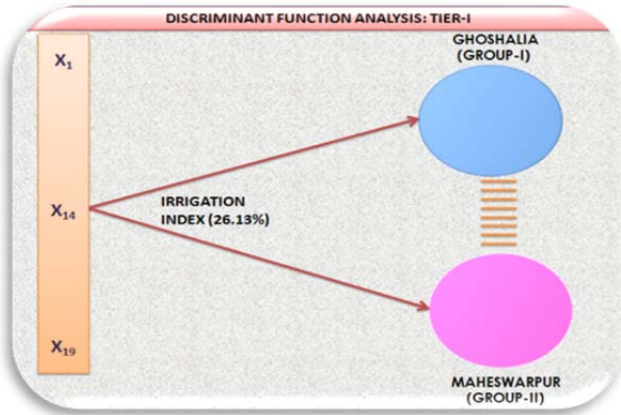 DISCRIMINANT FUNCTION ANALYSIS: TIER-I
GHOSHALIA
(GROUP-I)
X1
X14
IRRIGATION
INDEX (26.13%)
X19
MAHESWARPUR
(GROUP-II)